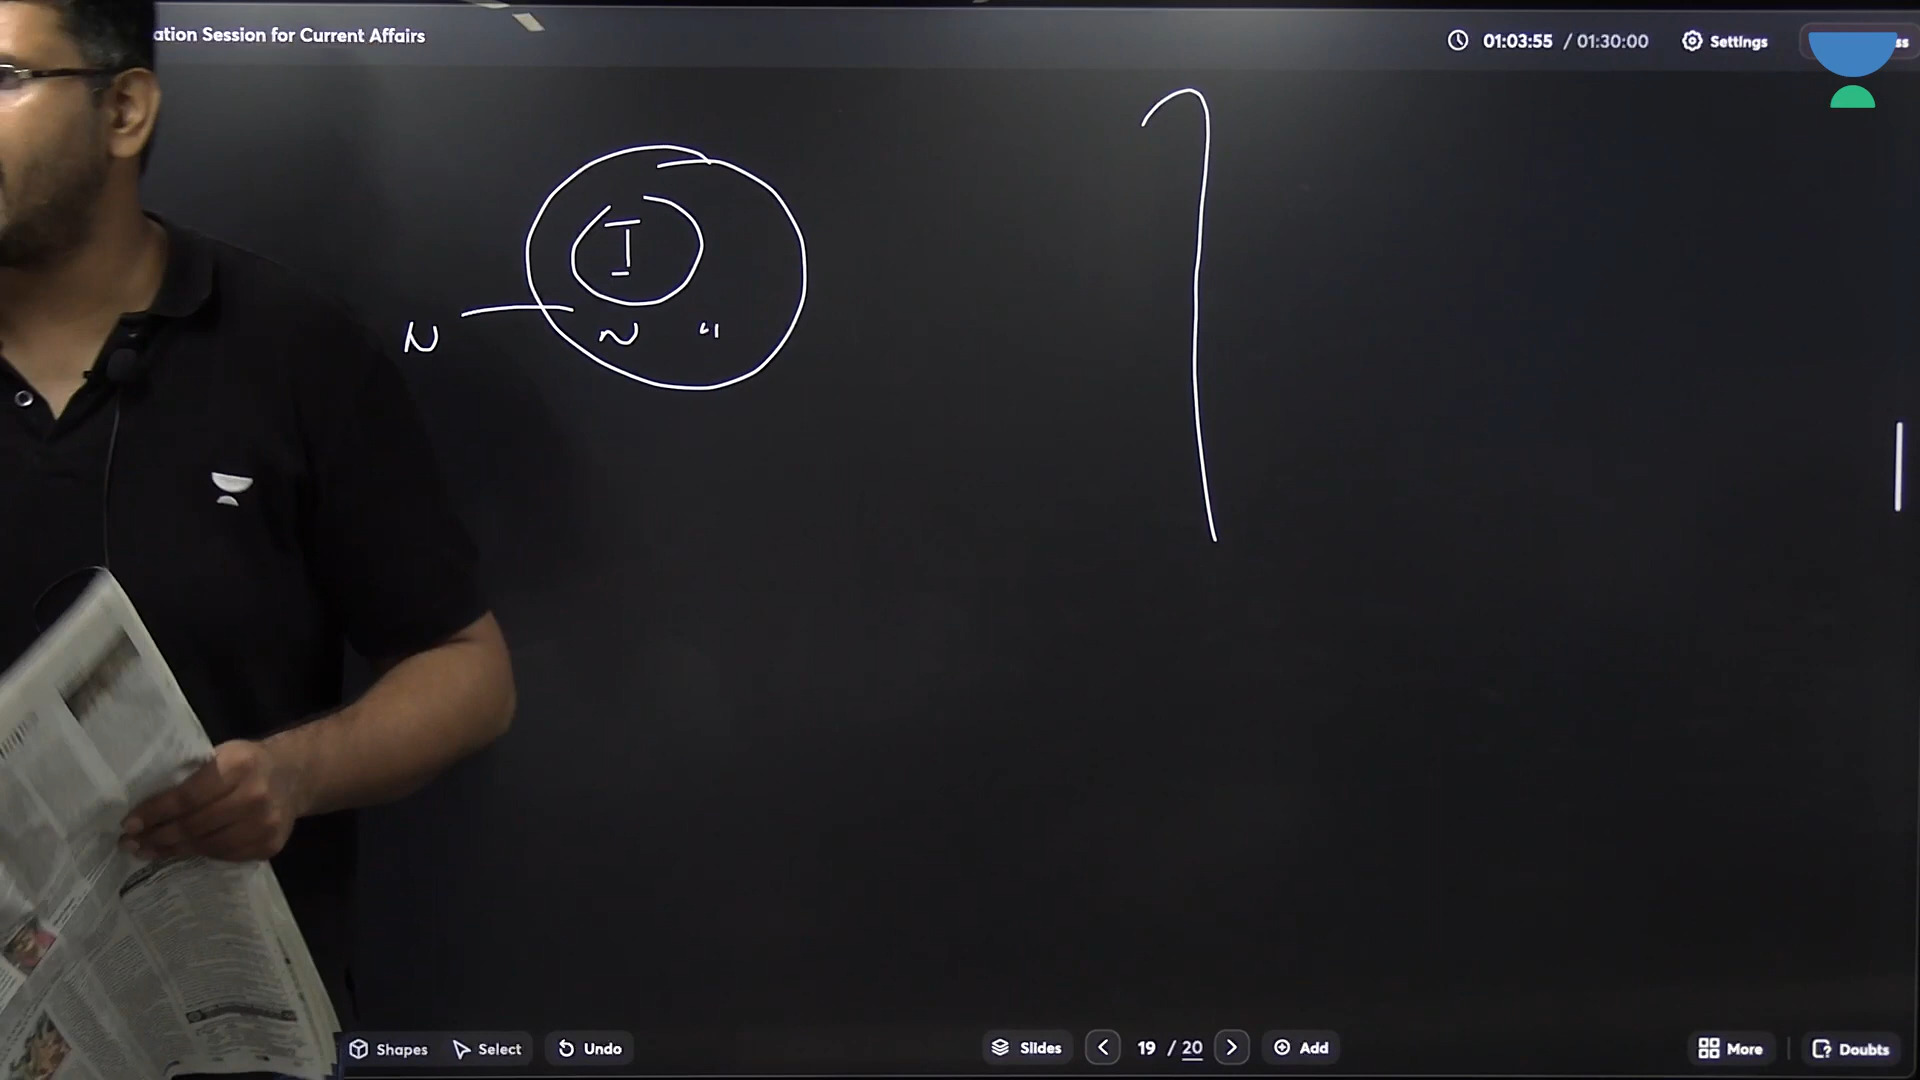 ation Session for Current Affairs
01:03:55 / 01:30:00
Settings
ss
I
N
N "
Shapes
Select
Undo
Slides
19 / 20
Add
More
Doubts